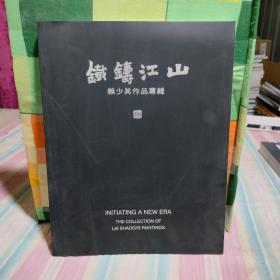 鐵鑄江山
賴少其作品專輯
INITIATING A NEW ERA
THE COLLECTION OF
LAI SHAOQI'S PAINTINGS